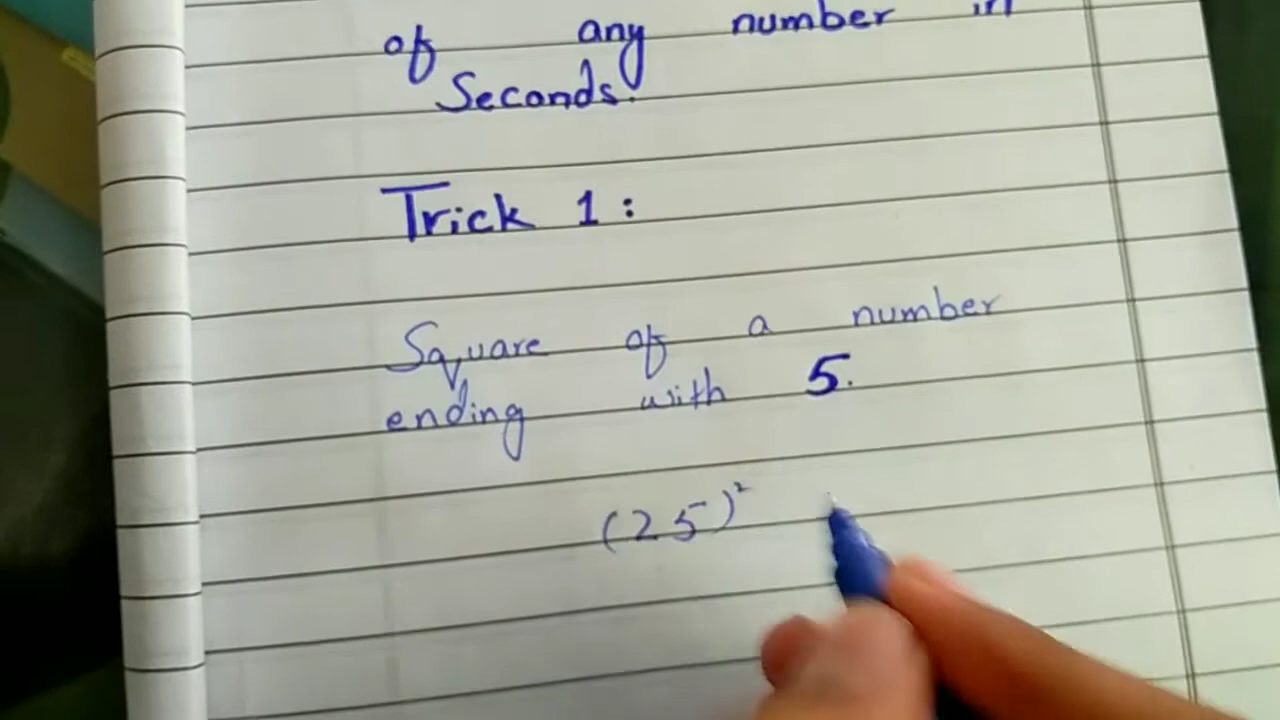 of any number in
Seconds.
Trick 1:
Square of a number
ending with 5.
(25)²